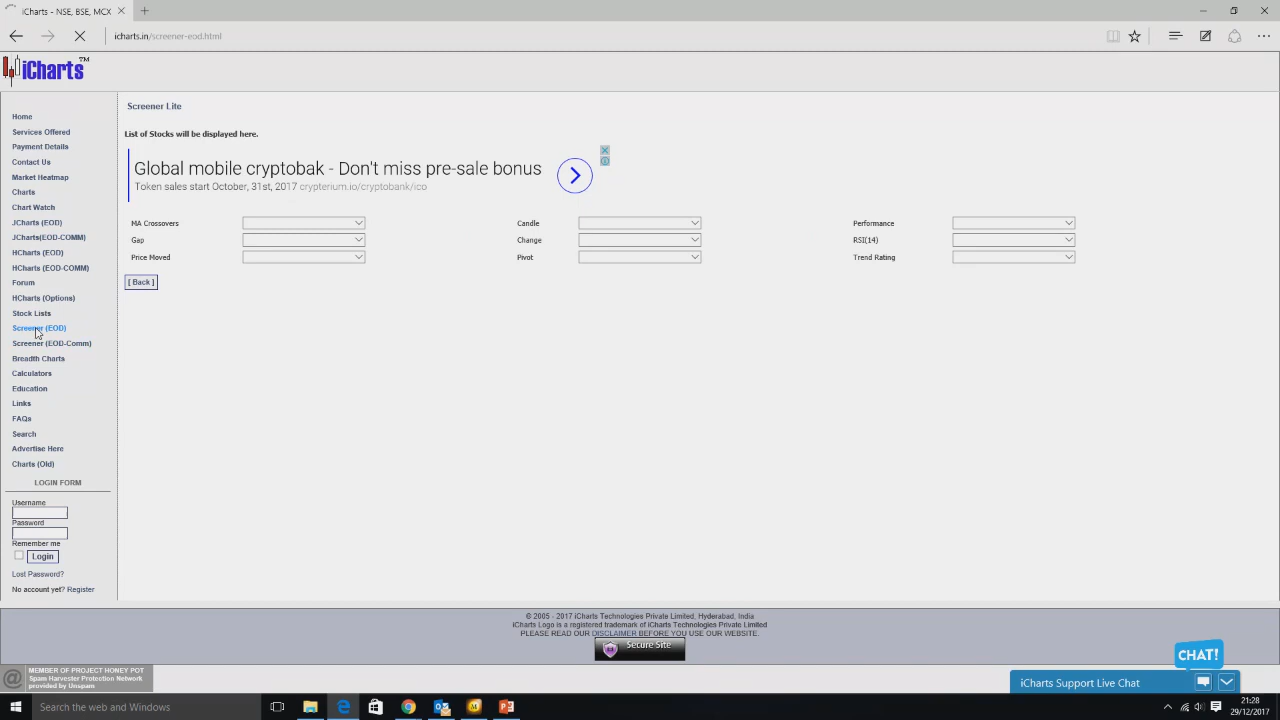 iCharts - NSE, BSE, MCX
icharts.in/screener-eod.html
iCharts™
Home
Services Offered
Payment Details
Contact Us
Market Heatmap
Charts
Chart Watch
JCharts (EOD)
JCharts(EOD-COMM)
HCharts (EOD)
HCharts (EOD-COMM)
Forum
HCharts (Options)
Stock Lists
Screener (EOD)
Screener (EOD-Comm)
Breadth Charts
Calculators
Education
Links
FAQs
Search
Advertise Here
Charts (Old)
LOGIN FORM
Username
Password
Remember me
Login
Lost Password?
No account yet? Register
Screener Lite
List of Stocks will be displayed here.
Global mobile cryptobak - Don't miss pre-sale bonus
Token sales start October, 31st, 2017 crypterium.io/cryptobank/ico
MA Crossovers Candle Performance
Gap Change RSI(14)
Price Moved Pivot Trend Rating
[ Back ]
© 2005 - 2017 iCharts Technologies Private Limited, Hyderabad, India
iCharts Logo is a registered trademark of iCharts Technologies Private Limited
PLEASE READ OUR DISCLAIMER BEFORE YOU USE OUR WEBSITE.
Secure Site
CHAT!
iCharts Support Live Chat
@ MEMBER OF PROJECT HONEY POT
Spam Harvester Protection Network
provided by Unspam
Search the web and Windows
21:28
29/12/2017